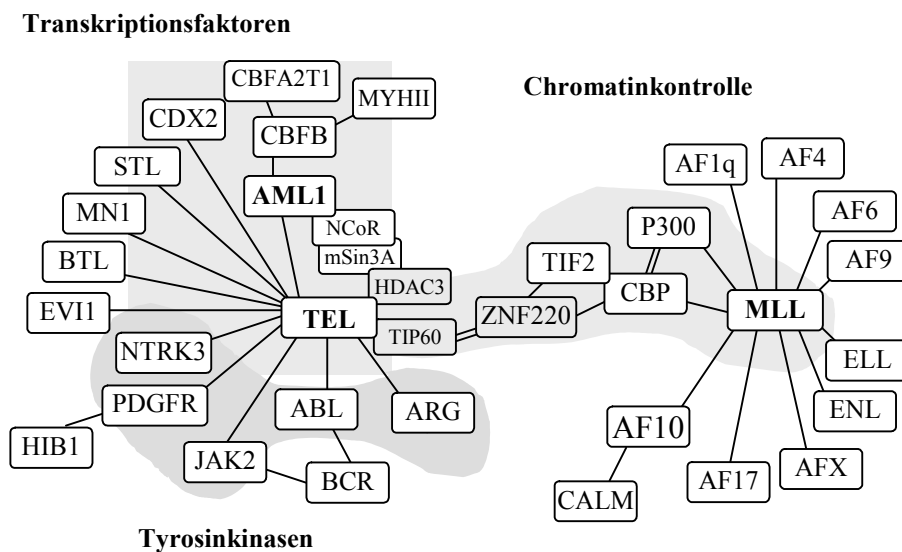 Transkriptionsfaktoren
CBFA2T1
Chromatinkontrolle
MYHII
CDX2
CBFB
STL
AF1q
AF4
AML1
MN1
NCoR
P300
AF6
mSin3A
BTL
TIF2
AF9
HDAC3
CBP
EVI1
TEL
ZNF220
MLL
TIP60
NTRK3
ELL
PDGFR
ABL
ARG
ENL
HIB1
AF10
JAK2
BCR
AF17
AFX
CALM
Tyrosinkinasen